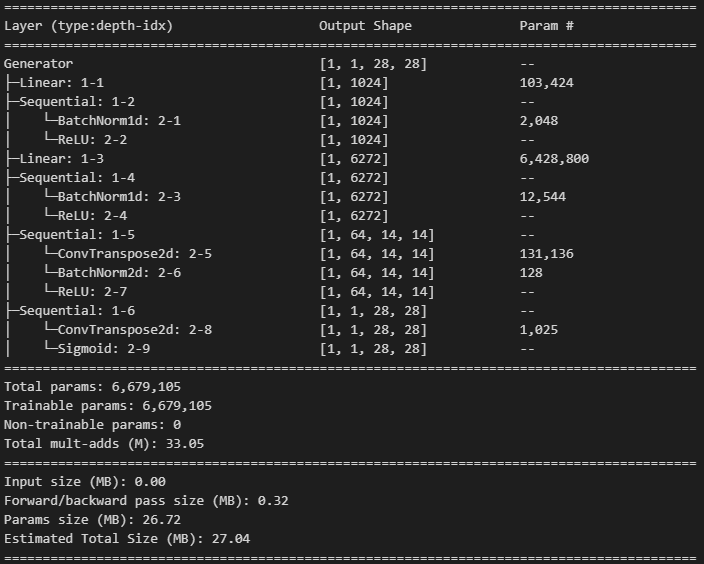 ==========================================================================================
Layer (type:depth-idx)                   Output Shape              Param #
==========================================================================================
Generator                                [1, 1, 28, 28]            --
├─Linear: 1-1                            [1, 1024]                 103,424
├─Sequential: 1-2                        [1, 1024]                 --
│    └─BatchNorm1d: 2-1                  [1, 1024]                 2,048
│    └─ReLU: 2-2                         [1, 1024]                 --
├─Linear: 1-3                            [1, 6272]                 6,428,800
├─Sequential: 1-4                        [1, 6272]                 --
│    └─BatchNorm1d: 2-3                  [1, 6272]                 12,544
│    └─ReLU: 2-4                         [1, 6272]                 --
├─Sequential: 1-5                        [1, 64, 14, 14]           --
│    └─ConvTranspose2d: 2-5              [1, 64, 14, 14]           131,136
│    └─BatchNorm2d: 2-6                  [1, 64, 14, 14]           128
│    └─ReLU: 2-7                         [1, 64, 14, 14]           --
├─Sequential: 1-6                        [1, 1, 28, 28]            --
│    └─ConvTranspose2d: 2-8              [1, 1, 28, 28]            1,025
│    └─Sigmoid: 2-9                      [1, 1, 28, 28]            --
==========================================================================================
Total params: 6,679,105
Trainable params: 6,679,105
Non-trainable params: 0
Total mult-adds (M): 33.05
==========================================================================================
Input size (MB): 0.00
Forward/backward pass size (MB): 0.32
Params size (MB): 26.72
Estimated Total Size (MB): 27.04
==========================================================================================